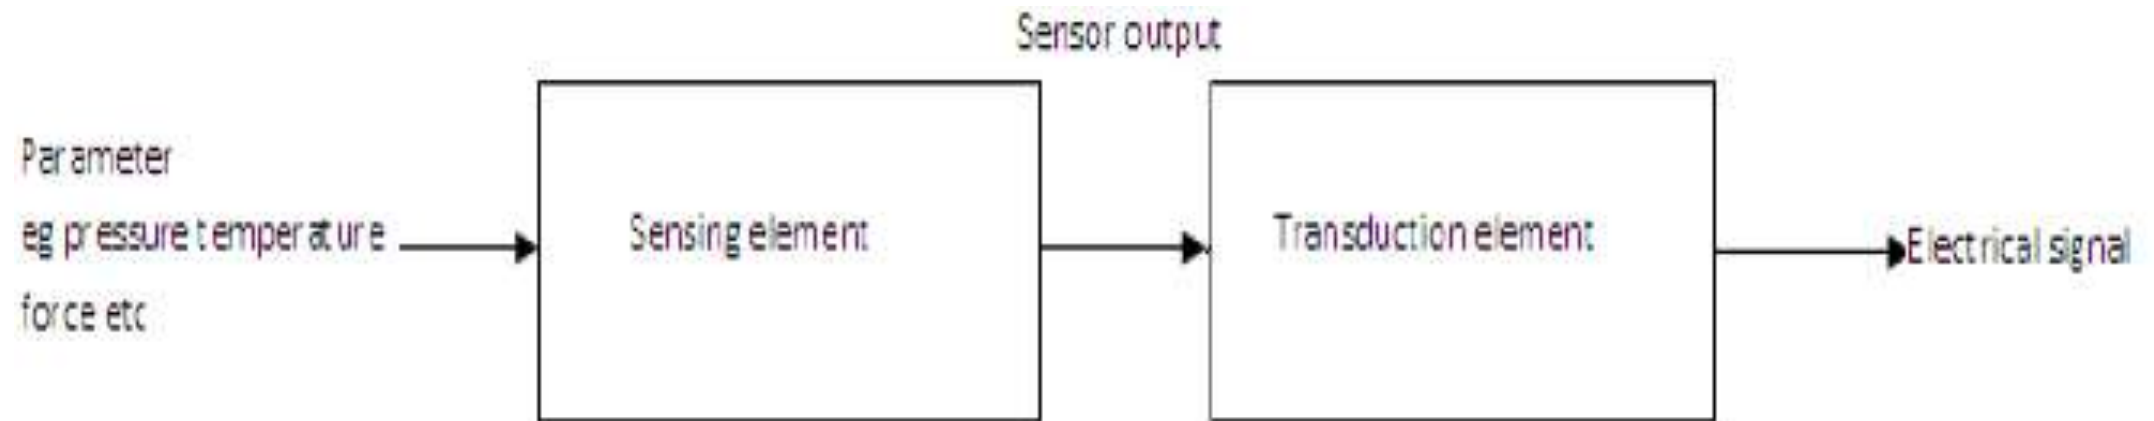 Sensor output
Parameter
eg pressure temperature
force etc
Sensing element
Transduction element
Electrical signal